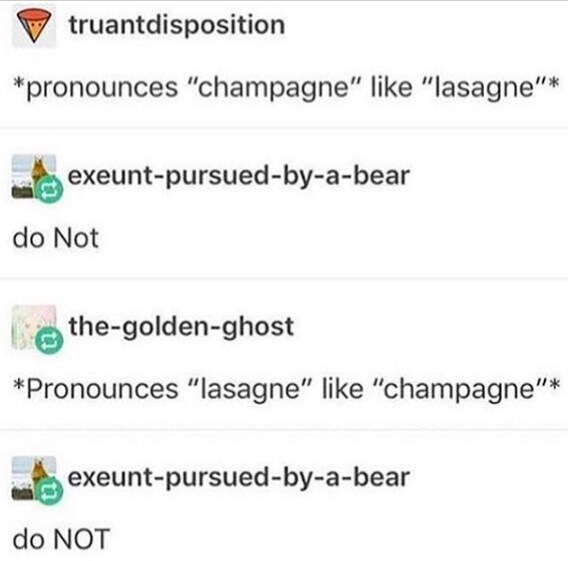 truantdisposition
*pronounces "champagne" like "lasagne"*
exeunt-pursued-by-a-bear
do Not
the-golden-ghost
*Pronounces "lasagne" like "champagne"*
exeunt-pursued-by-a-bear
do NOT